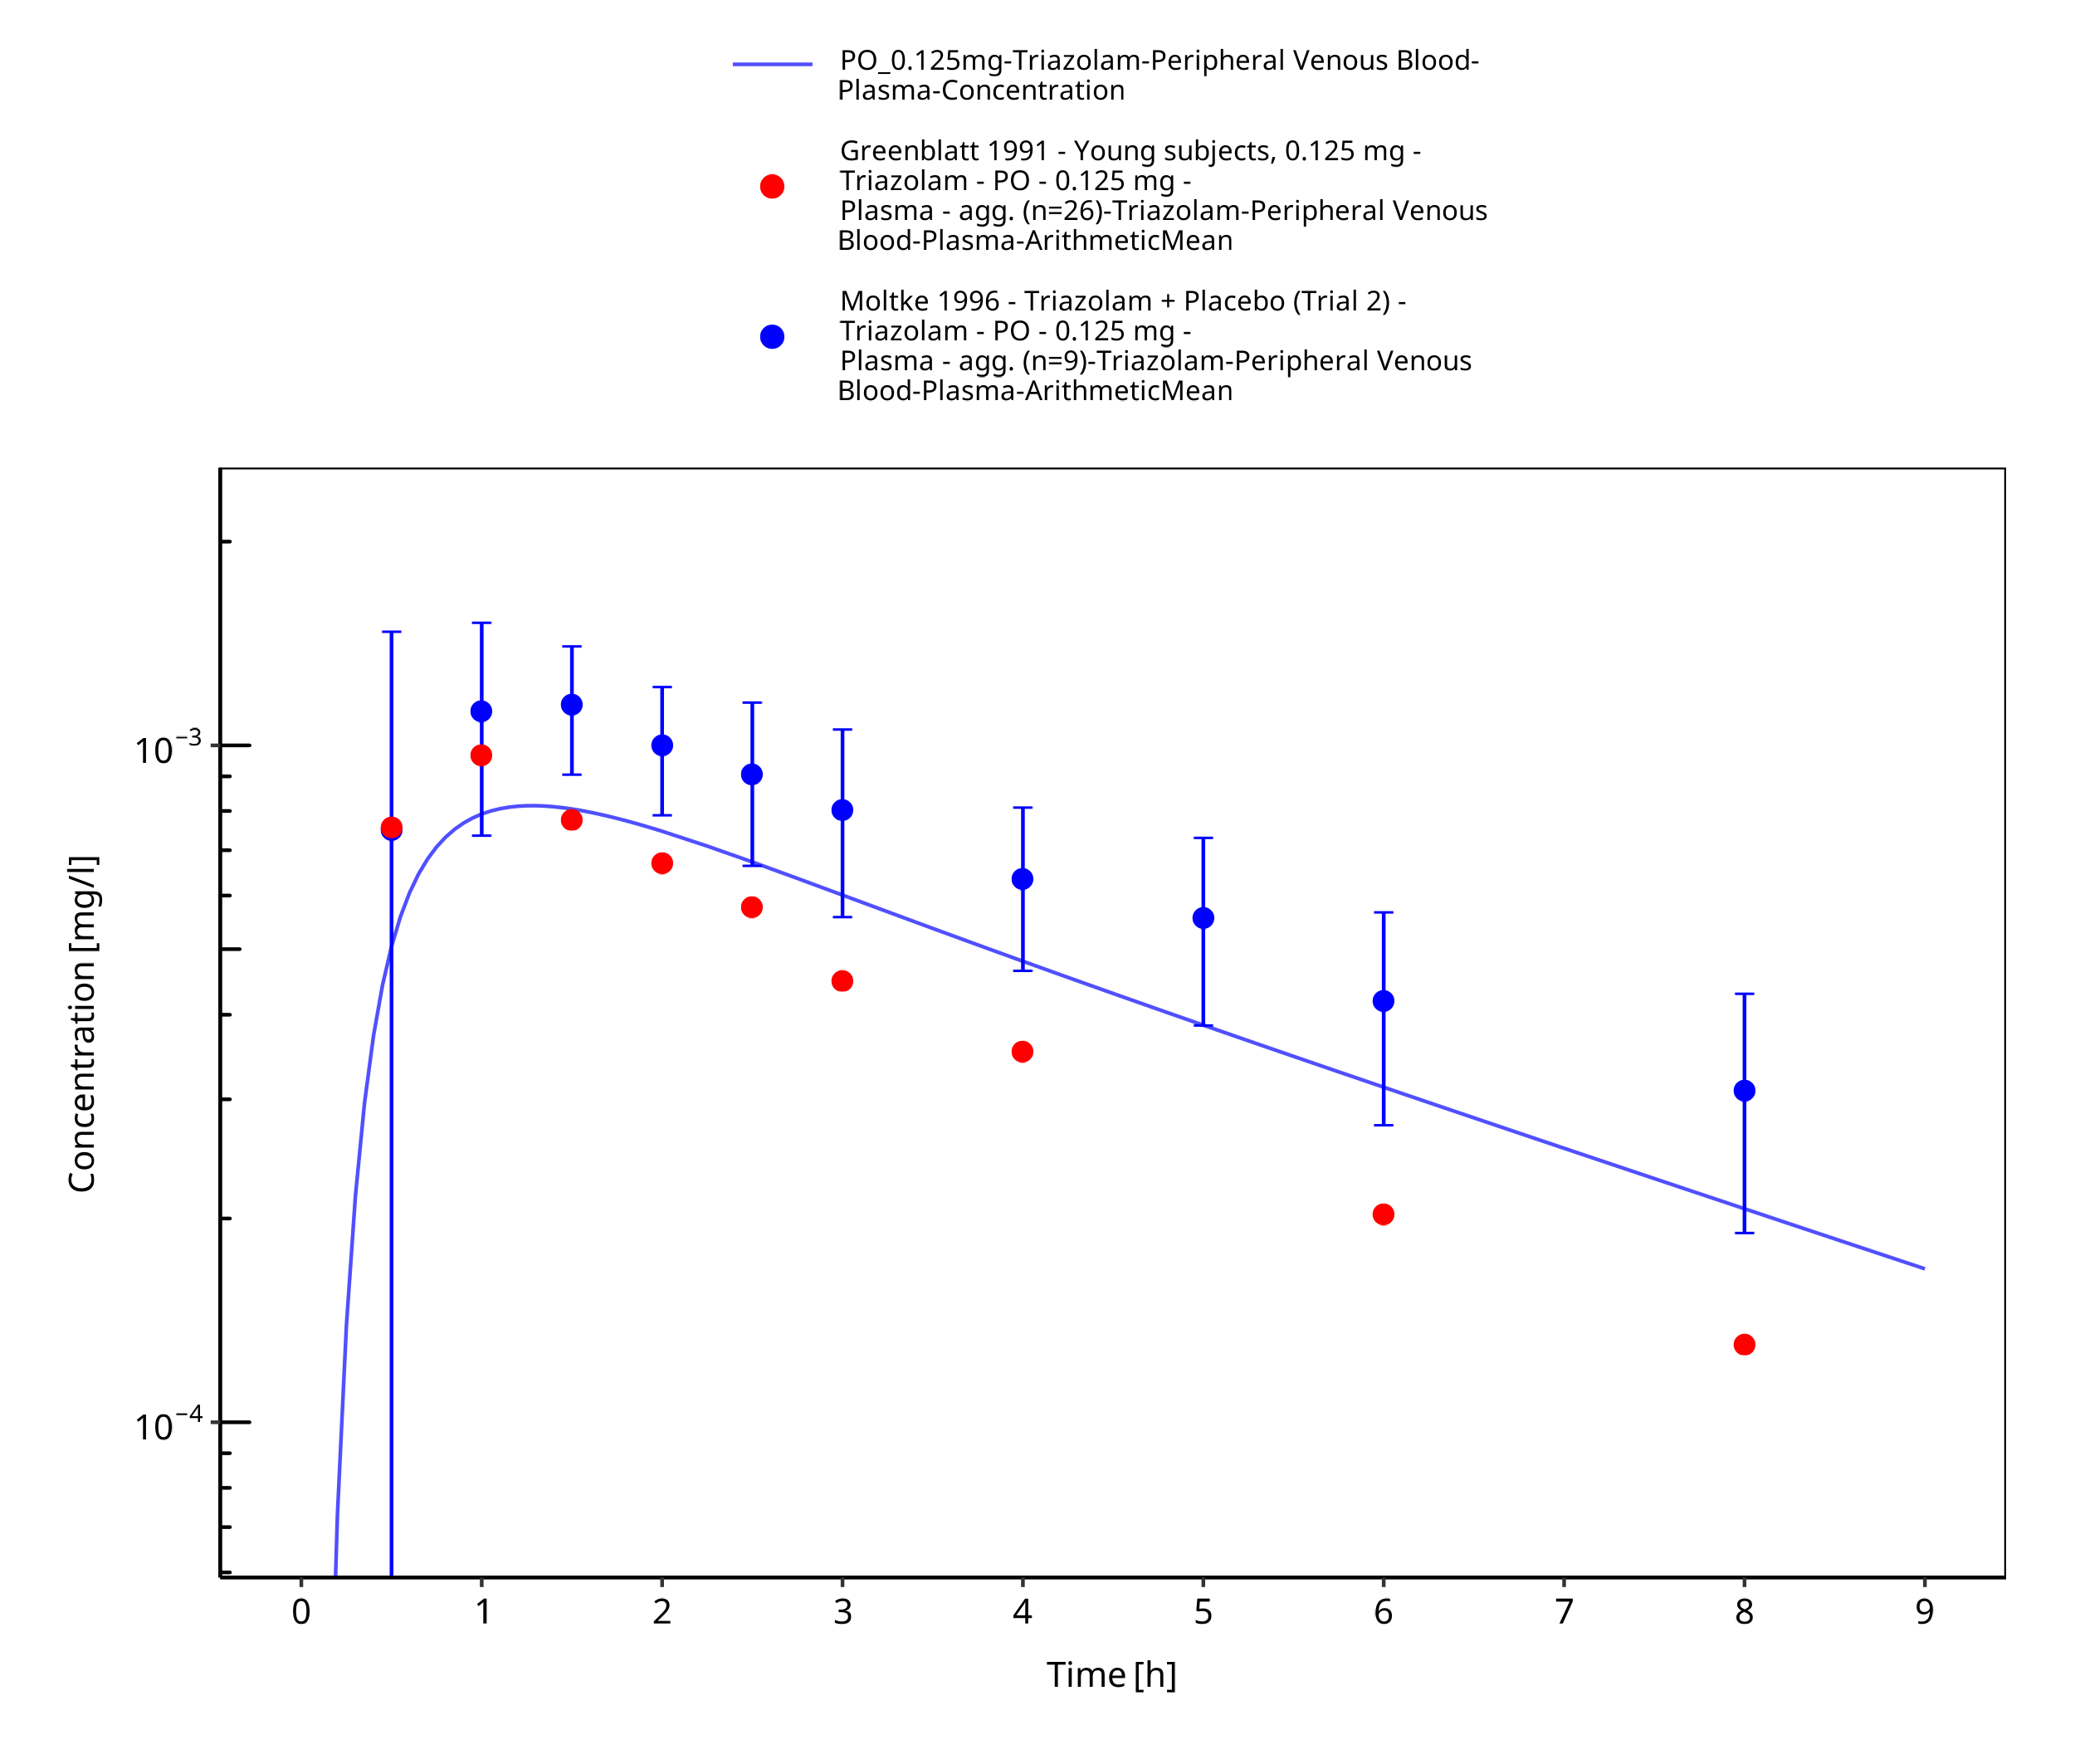 PO_0.125mg-Triazolam-Peripheral Venous Blood-
Plasma-Concentration
Greenblatt 1991 - Young subjects, 0.125 mg -
Triazolam - PO - 0.125 mg -
Plasma - agg. (n=26)-Triazolam-Peripheral Venous
Blood-Plasma-ArithmeticMean
Moltke 1996 - Triazolam + Placebo (Trial 2) -
Triazolam - PO - 0.125 mg -
Plasma - agg. (n=9)-Triazolam-Peripheral Venous
Blood-Plasma-ArithmeticMean
Concentration [mg/l]
10⁻³
10⁻⁴
0 1 2 3 4 5 6 7 8 9
Time [h]